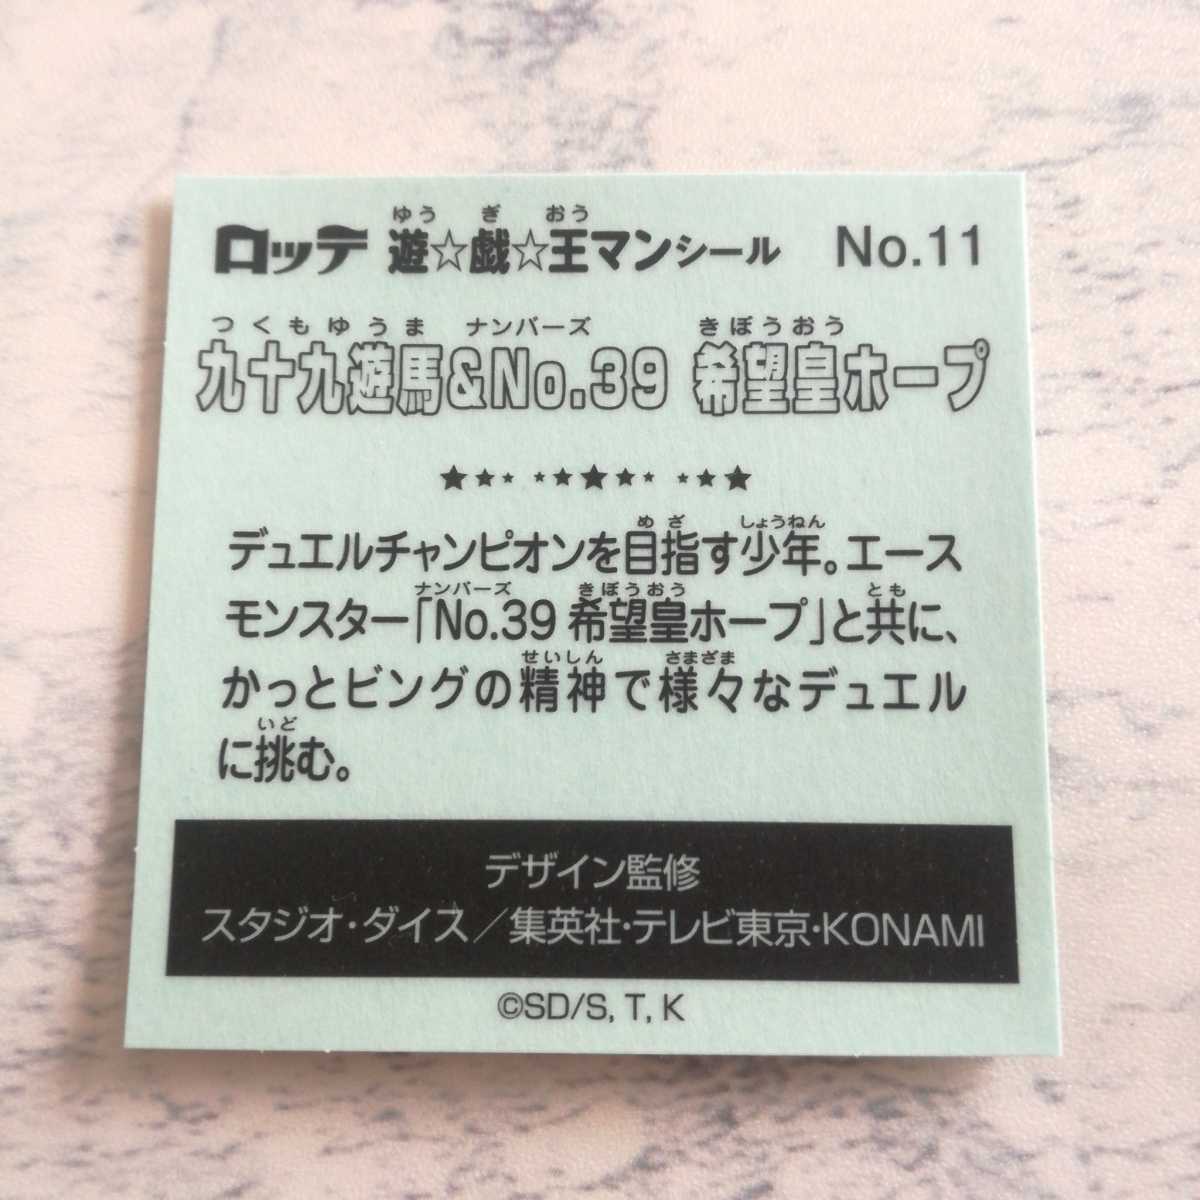 ゆう ぎ おう
ロッテ 遊☆戯☆王マンシール No.11
つくもゆうま ナンバーズ きぼうおう
九十九遊馬&No.39 希望皇ホープ
★★★ ★★★★★ ★★★
めざ しょうねん
デュエルチャンピオンを目指す少年。エース
ナンバーズ きぼうおう とも
モンスター「No.39 希望皇ホープ」と共に、
せいしん さまざま
かっとビングの精神で様々なデュエル
いど
に挑む。
デザイン監修
スタジオ・ダイス／集英社・テレビ東京・KONAMI
©SD/S, T, K